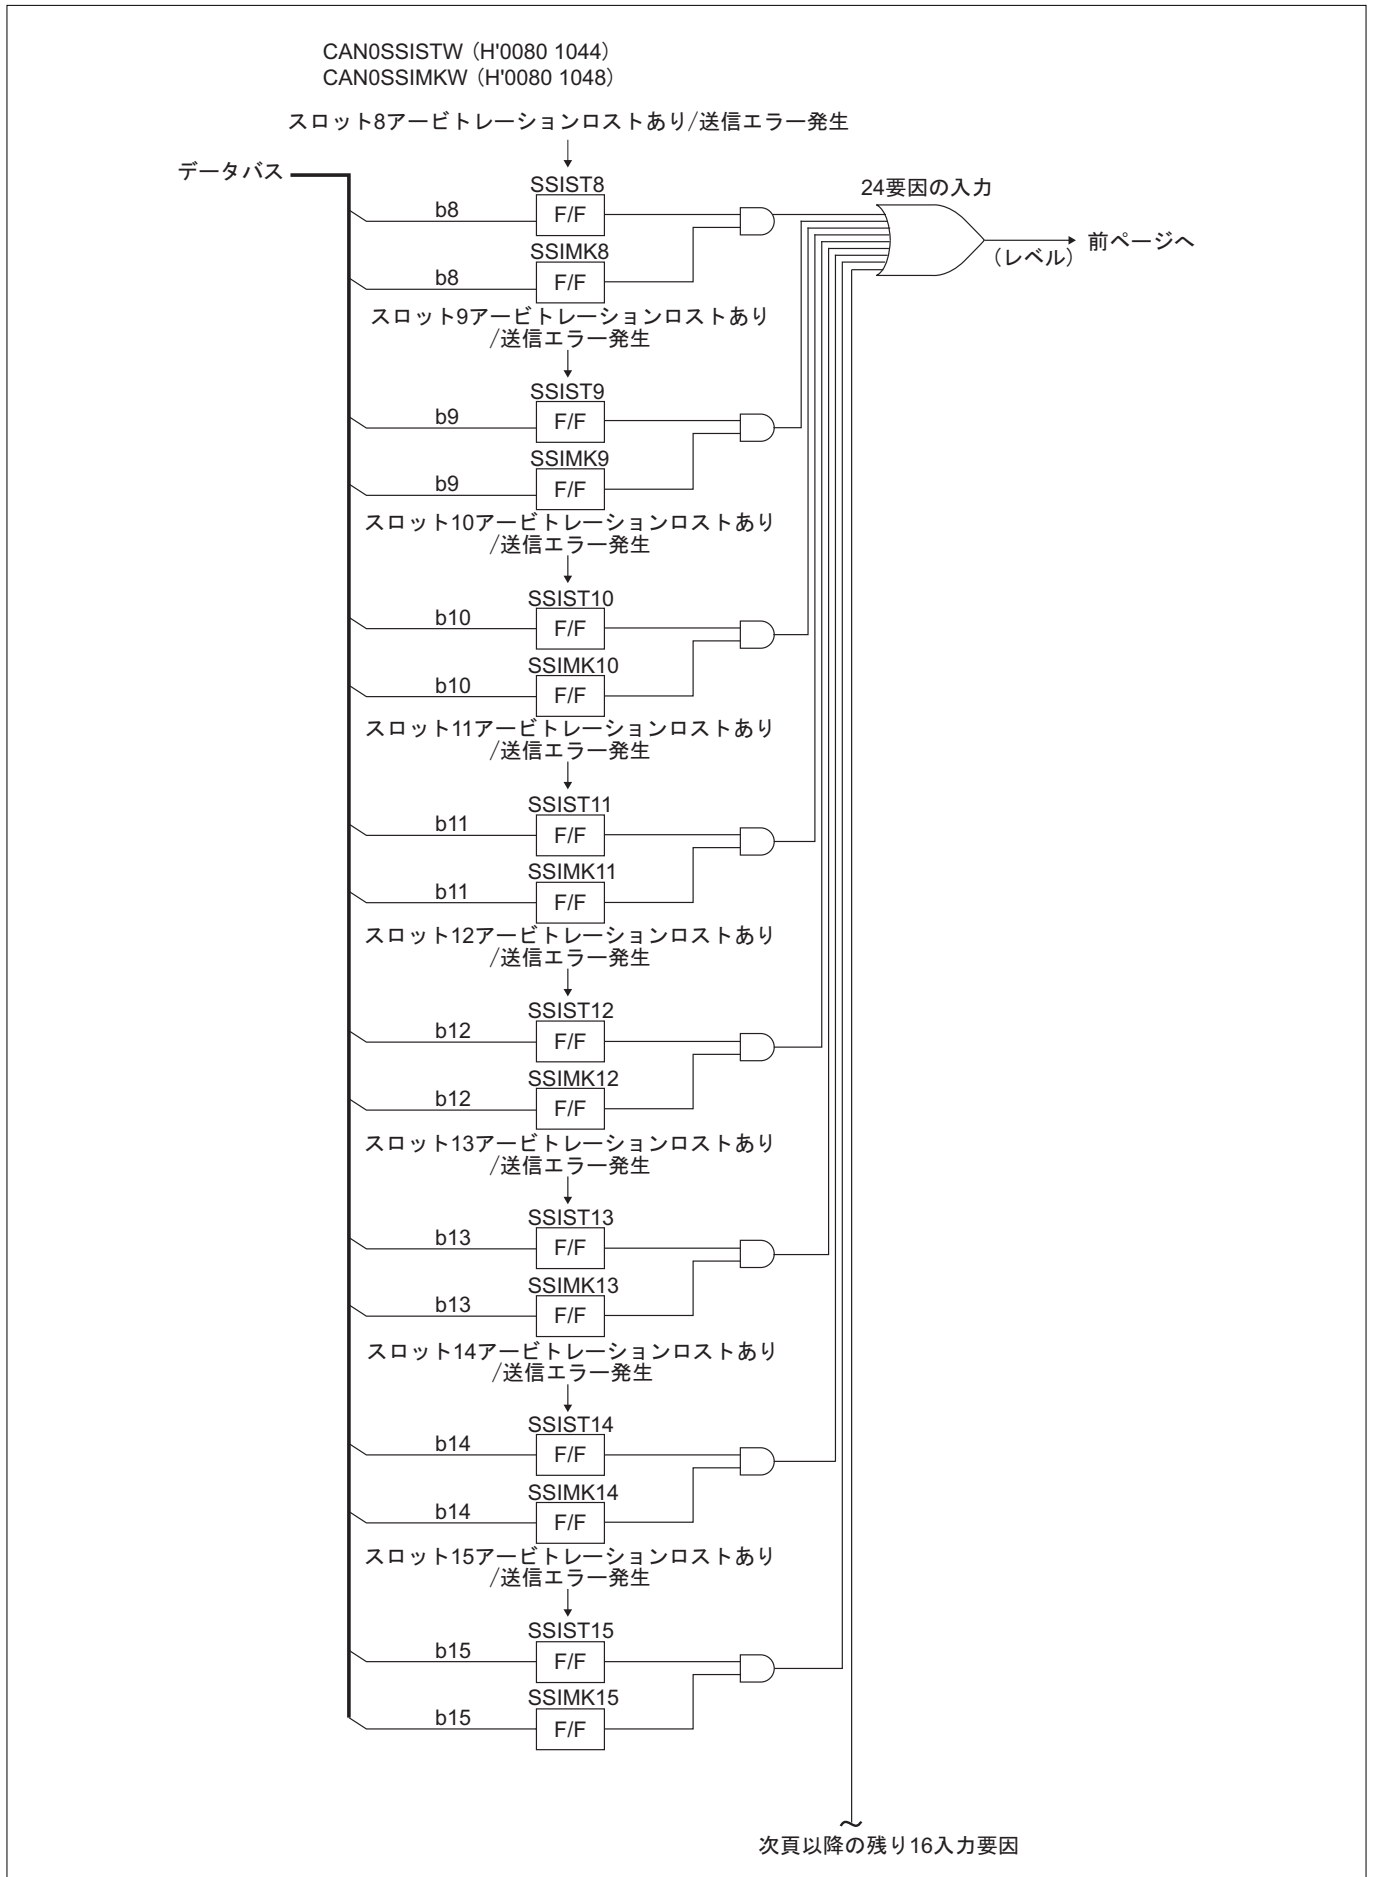 CAN0SSISTW（H'0080 1044）
CAN0SSIMKW（H'0080 1048）
スロット8アービトレーションロストあり/送信エラー発生
データバス
SSIST8
24要因の入力
b8
F/F
前ページへ
（レベル）
SSIMK8
b8
F/F
スロット9アービトレーションロストあり
/送信エラー発生
SSIST9
b9
F/F
SSIMK9
b9
F/F
スロット10アービトレーションロストあり
/送信エラー発生
SSIST10
b10
F/F
SSIMK10
b10
F/F
スロット11アービトレーションロストあり
/送信エラー発生
SSIST11
b11
F/F
SSIMK11
b11
F/F
スロット12アービトレーションロストあり
/送信エラー発生
SSIST12
b12
F/F
SSIMK12
b12
F/F
スロット13アービトレーションロストあり
/送信エラー発生
SSIST13
b13
F/F
SSIMK13
b13
F/F
スロット14アービトレーションロストあり
/送信エラー発生
SSIST14
b14
F/F
SSIMK14
b14
F/F
スロット15アービトレーションロストあり
/送信エラー発生
SSIST15
b15
F/F
SSIMK15
b15
F/F
次頁以降の残り16入力要因